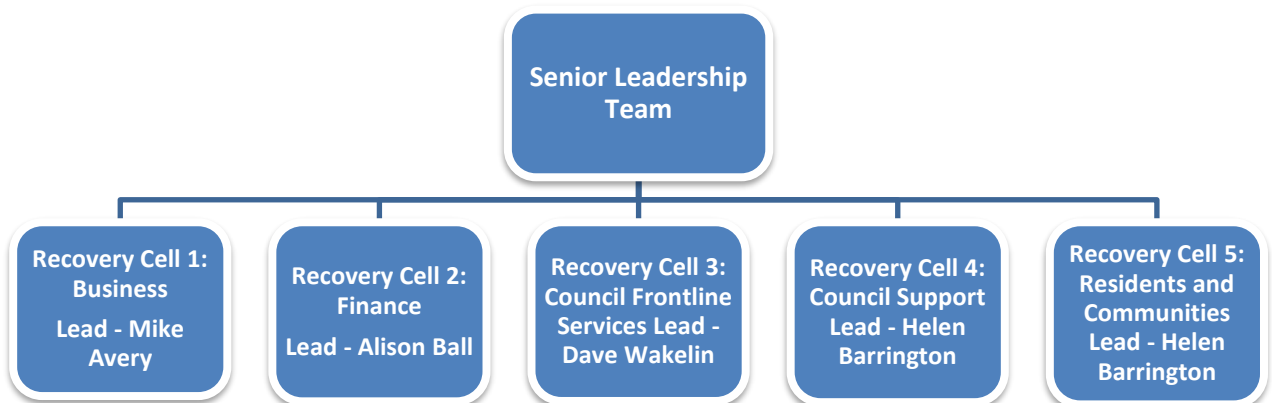 Senior Leadership
Team
Recovery Cell 1:
Business
Lead - Mike
Avery
Recovery Cell 2:
Finance
Lead - Alison Ball
Recovery Cell 3:
Council Frontline
Services Lead -
Dave Wakelin
Recovery Cell 4:
Council Support
Lead - Helen
Barrington
Recovery Cell 5:
Residents and
Communities
Lead - Helen
Barrington